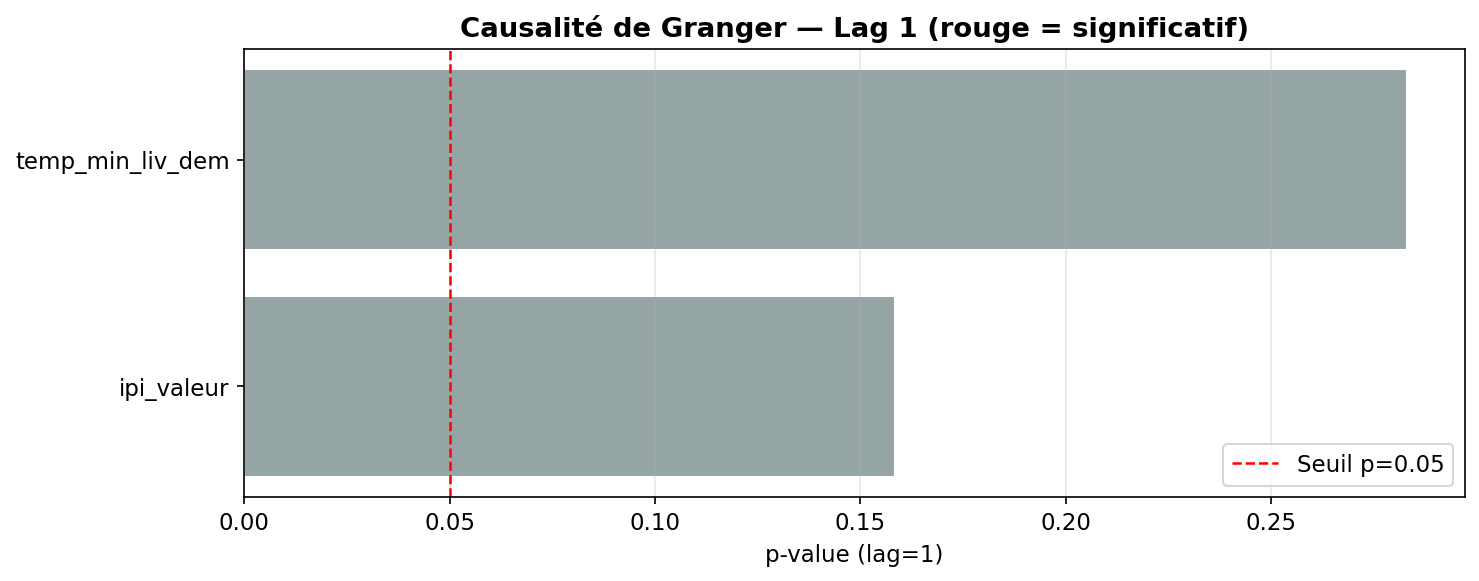 Causalité de Granger — Lag 1 (rouge = significatif)
temp_min_liv_dem
ipi_valeur
Seuil p=0.05
0.00 0.05 0.10 0.15 0.20 0.25
p-value (lag=1)